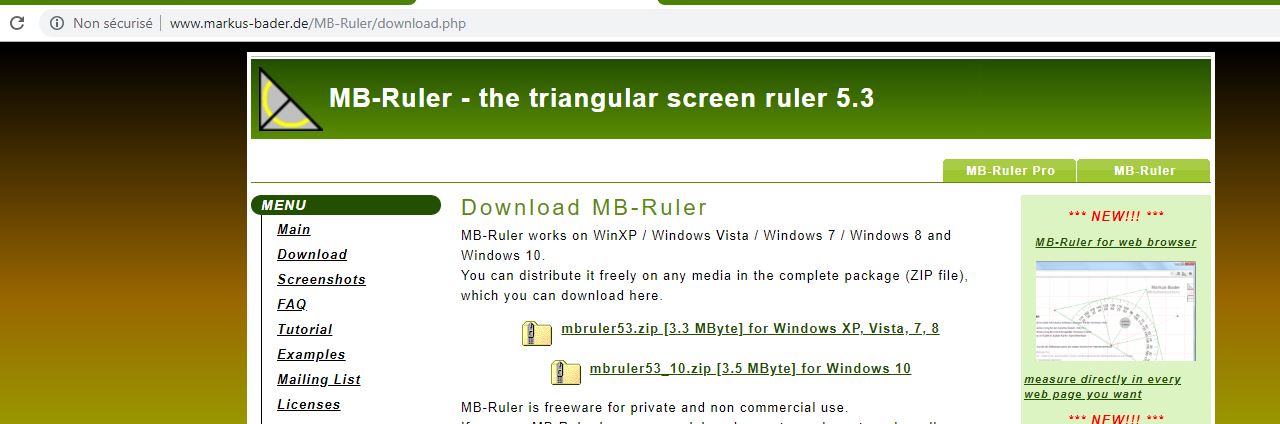 Non sécurisé | www.markus-bader.de/MB-Ruler/download.php
MB-Ruler - the triangular screen ruler 5.3
MB-Ruler Pro
MB-Ruler
MENU
Main
Download
Screenshots
FAQ
Tutorial
Examples
Mailing List
Licenses
Download MB-Ruler
MB-Ruler works on WinXP / Windows Vista / Windows 7 / Windows 8 and
Windows 10.
You can distribute it freely on any media in the complete package (ZIP file),
which you can download here.
mbruler53.zip [3.3 MByte] for Windows XP, Vista, 7, 8
mbruler53_10.zip [3.5 MByte] for Windows 10
MB-Ruler is freeware for private and non commercial use.
*** NEW!!! ***
MB-Ruler for web browser
Markus Bader
measure directly in every
web page you want
*** NEW!!! ***